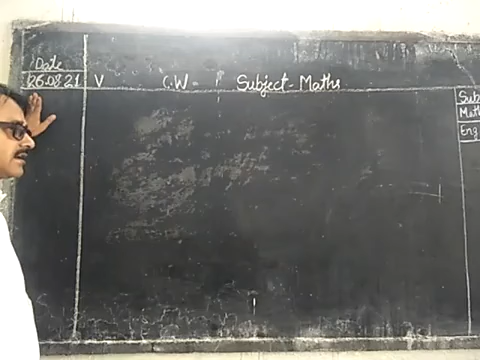 Date
26.08.21 V C.W- Subject-Maths
Sub
Math
Eng